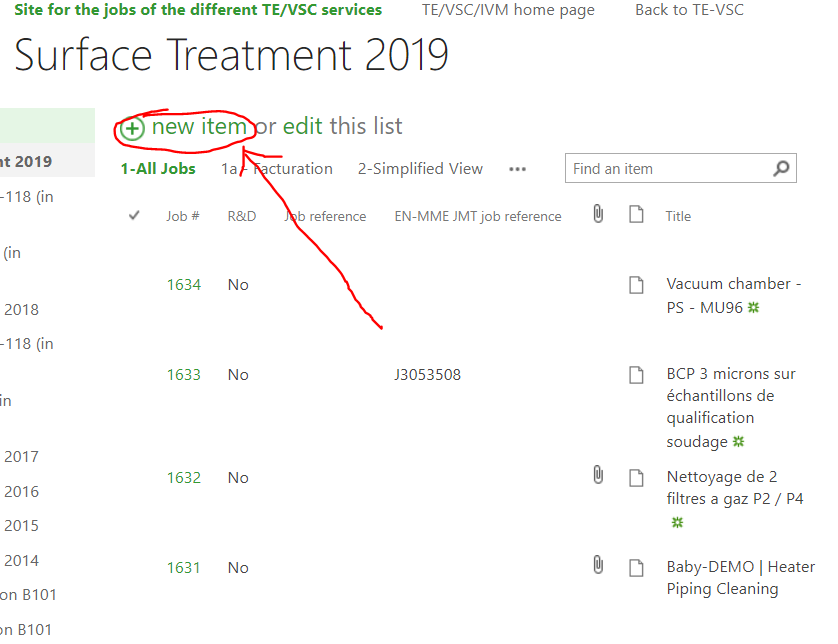 Site for the jobs of the different TE/VSC services TE/VSC/IVM home page Back to TE-VSC
Surface Treatment 2019
new item or edit this list
nt 2019
1-All Jobs 1a - Facturation 2-Simplified View ••• Find an item
-118 (in
Job # R&D Job reference EN-MME JMT job reference Title
(in
1634 No Vacuum chamber -
PS - MU96
2018
-118 (in
1633 No J3053508 BCP 3 microns sur
échantillons de
in
qualification
soudage
2017
1632 No Nettoyage de 2
2016
filtres a gaz P2 / P4
2015
2014
1631 No Baby-DEMO | Heater
Piping Cleaning
on B101
on B101